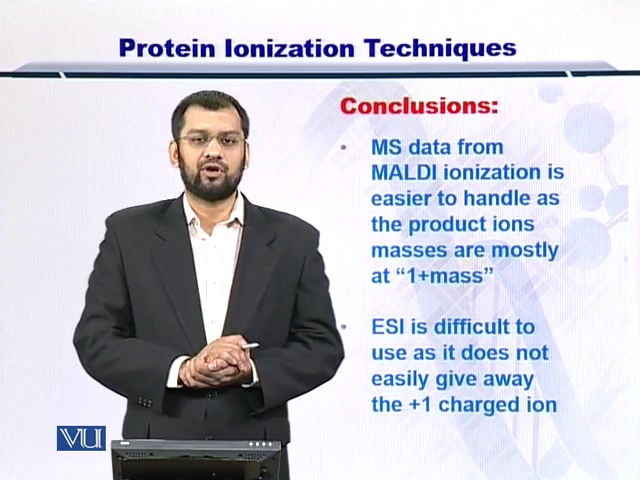 Protein Ionization Techniques
Conclusions:
• MS data from
MALDI ionization is
easier to handle as
the product ions
masses are mostly
at “1+mass”
• ESI is difficult to
use as it does not
easily give away
the +1 charged ion
VU